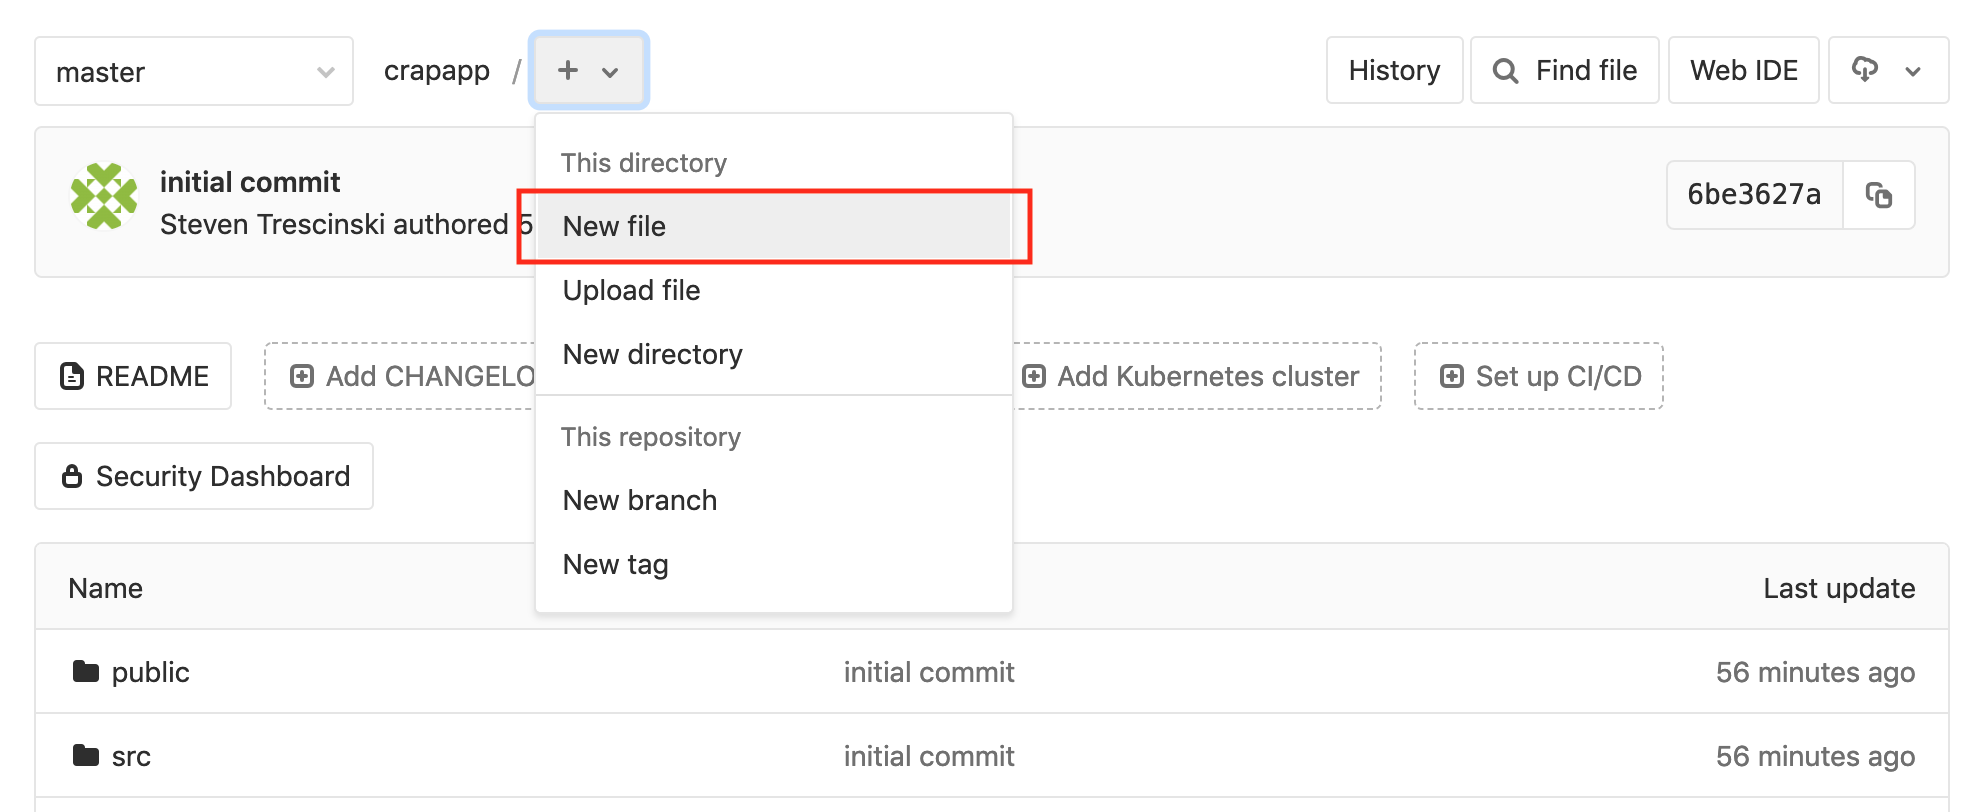 master
crapapp /
History
Find file
Web IDE
This directory
New file
Upload file
New directory
This repository
New branch
New tag
initial commit
Steven Trescinski authored 5
6be3627a
README
Add CHANGELO
Add Kubernetes cluster
Set up CI/CD
Security Dashboard
Name
Last update
public
initial commit
56 minutes ago
src
initial commit
56 minutes ago